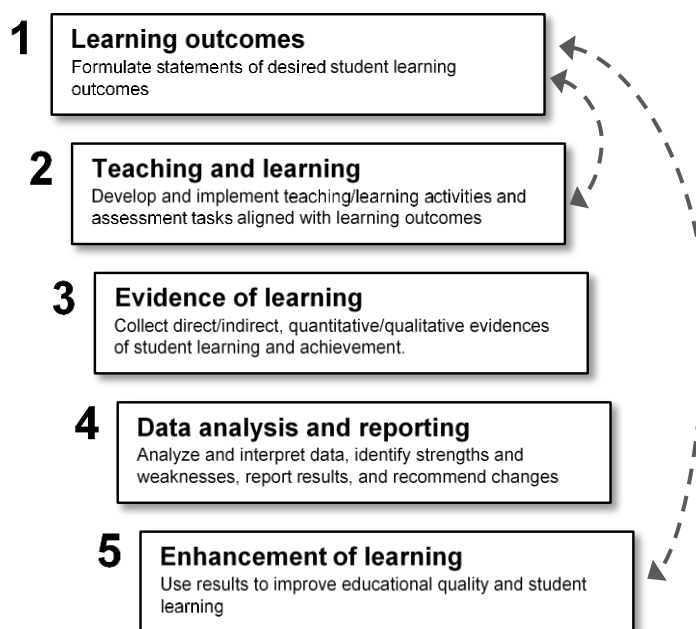 1
Learning outcomes
Formulate statements of desired student learning
outcomes
2
Teaching and learning
Develop and implement teaching/learning activities and
assessment tasks aligned with learning outcomes
3
Evidence of learning
Collect direct/indirect, quantitative/qualitative evidences
of student learning and achievement.
4
Data analysis and reporting
Analyze and interpret data, identify strengths and
weaknesses, report results, and recommend changes
5
Enhancement of learning
Use results to improve educational quality and student
learning